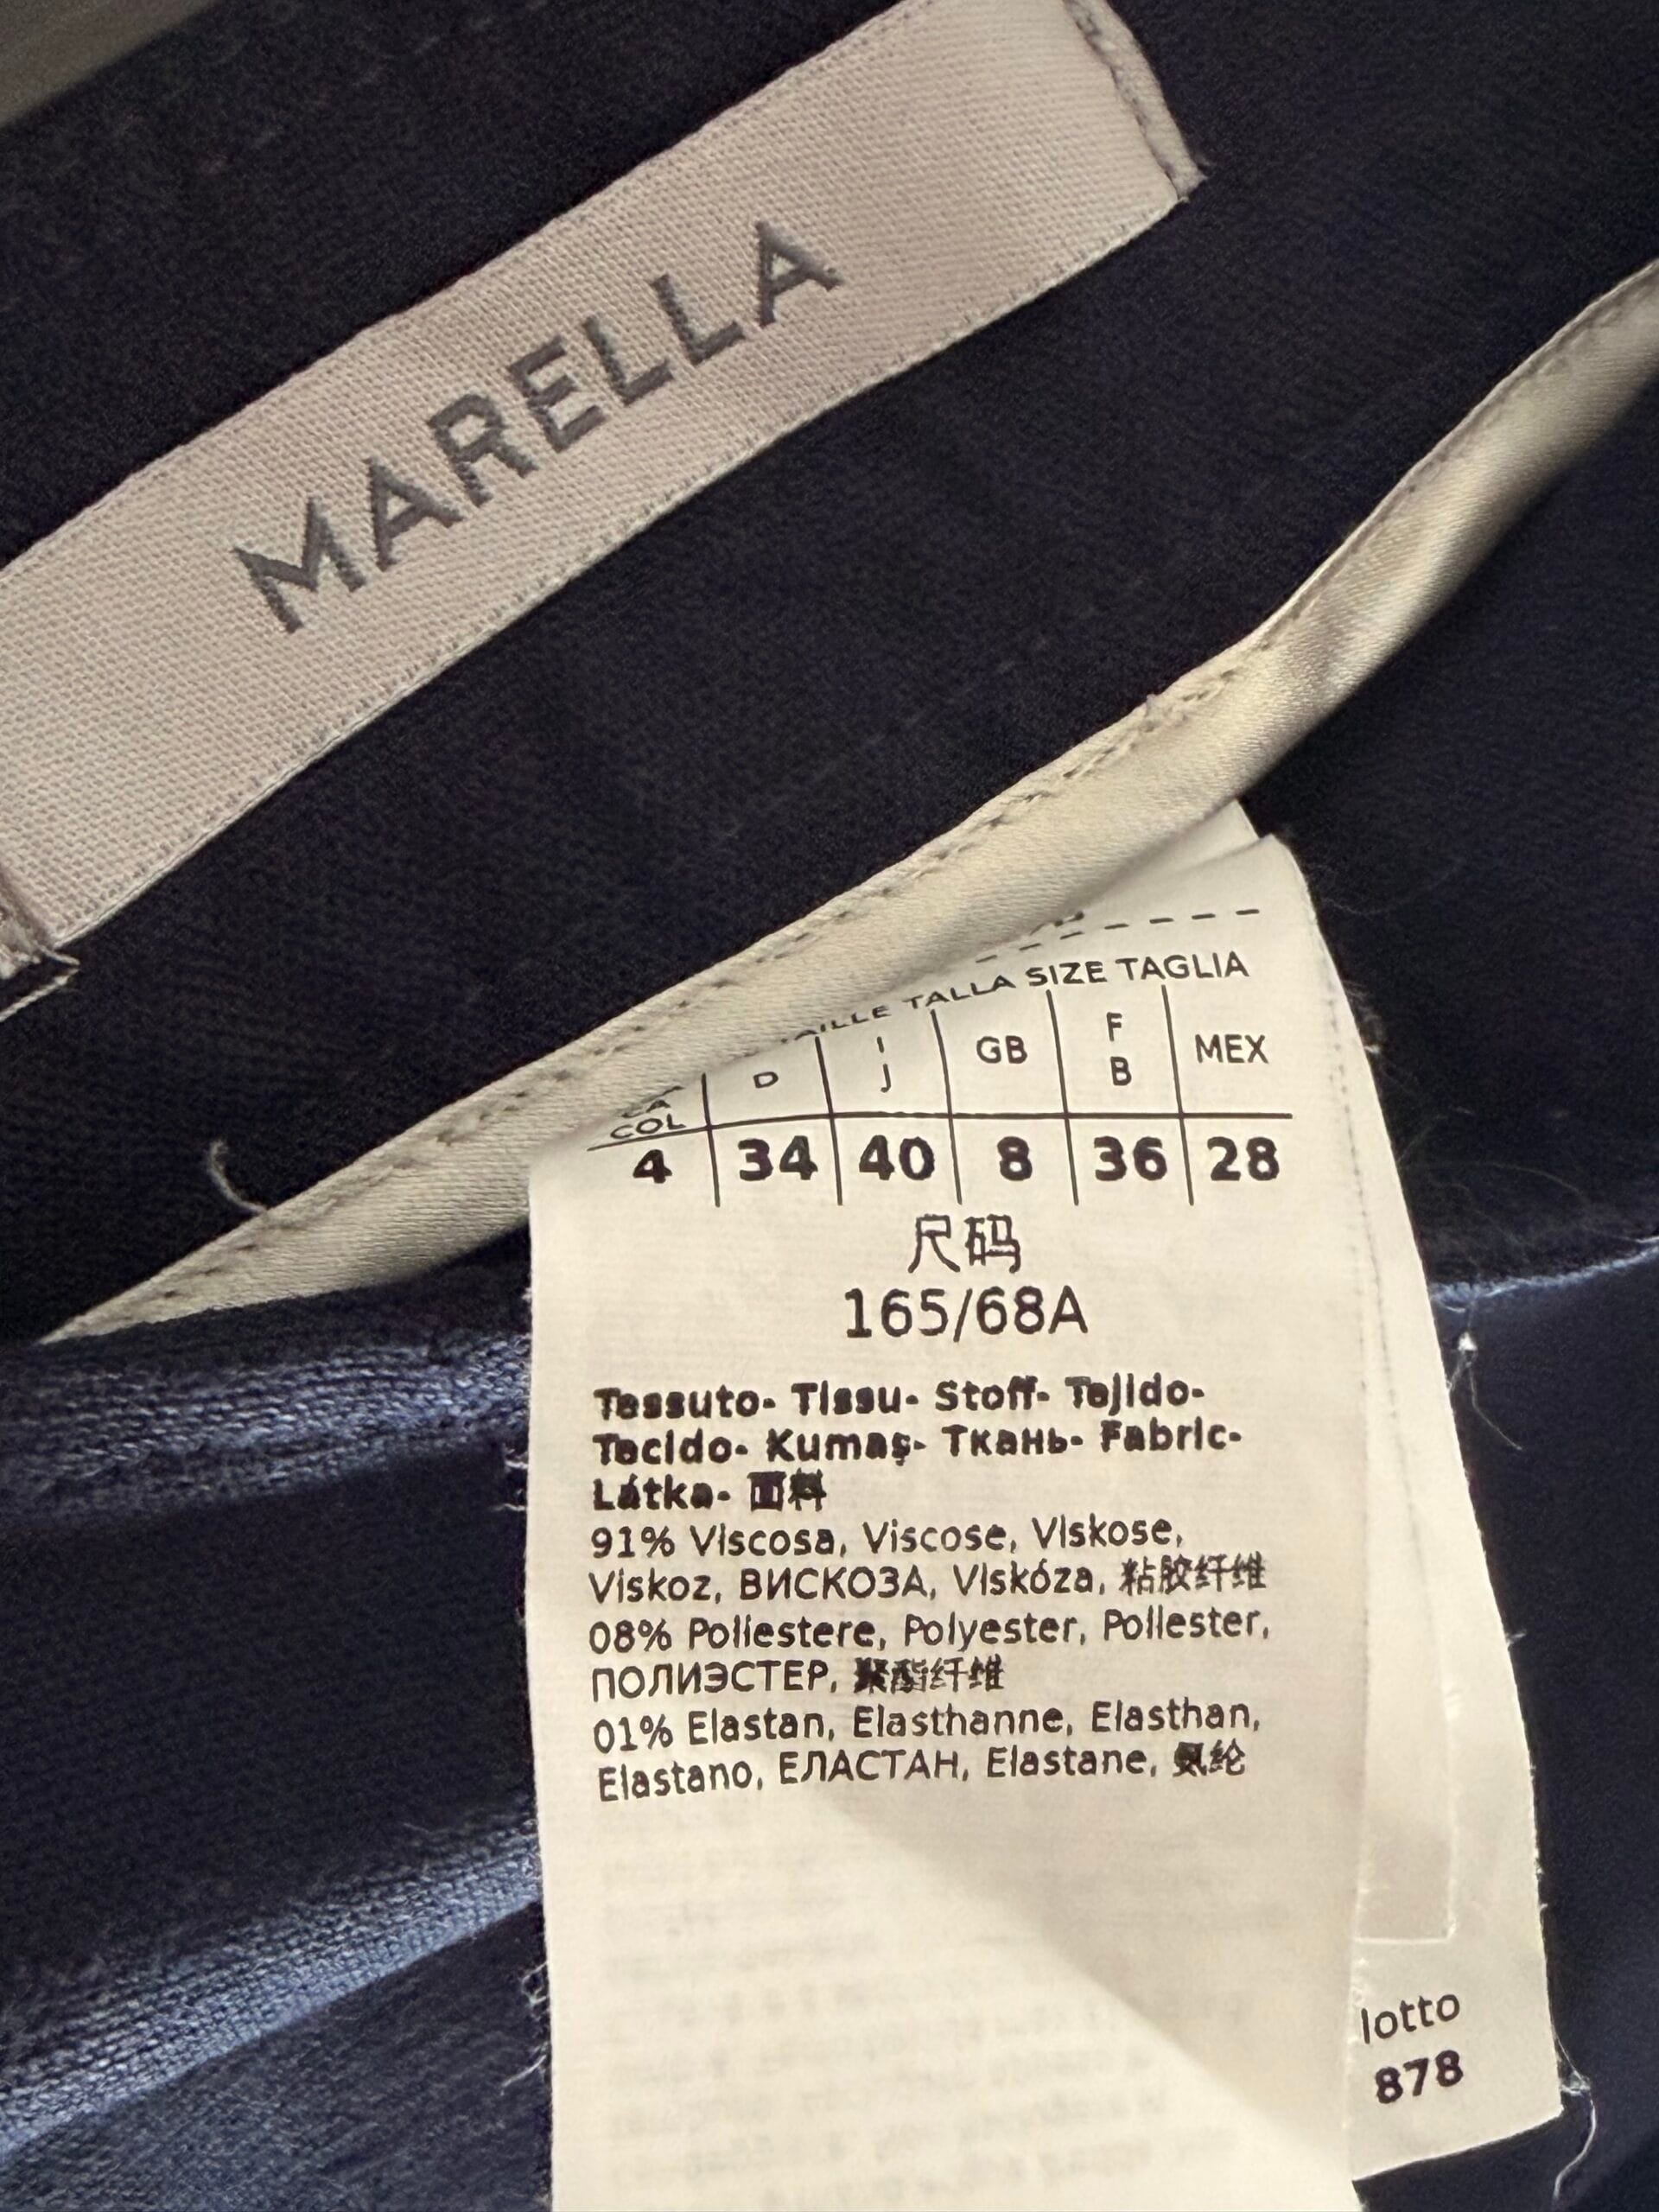 MARELLA
TALLA SIZE TAGLIA
CA
COL
D
I
J
GB
F
B
MEX
4 34 40 8 36 28
尺码
165/68A
Tessuto- Tissu- Stoff- Tejido-
Tecido- Kumaş- Ткань- Fabric-
Látka- 面料
91% Viscosa, Viscose, Viskose,
Viskoz, ВИСКОЗА, Viskóza, 粘胶纤维
08% Poliestere, Polyester, Poliester,
ПОЛИЭСТЕР, 聚酯纤维
01% Elastan, Elasthanne, Elasthan,
Elastano, ЕЛАСТАН, Elastane, 氨纶
lotto
878